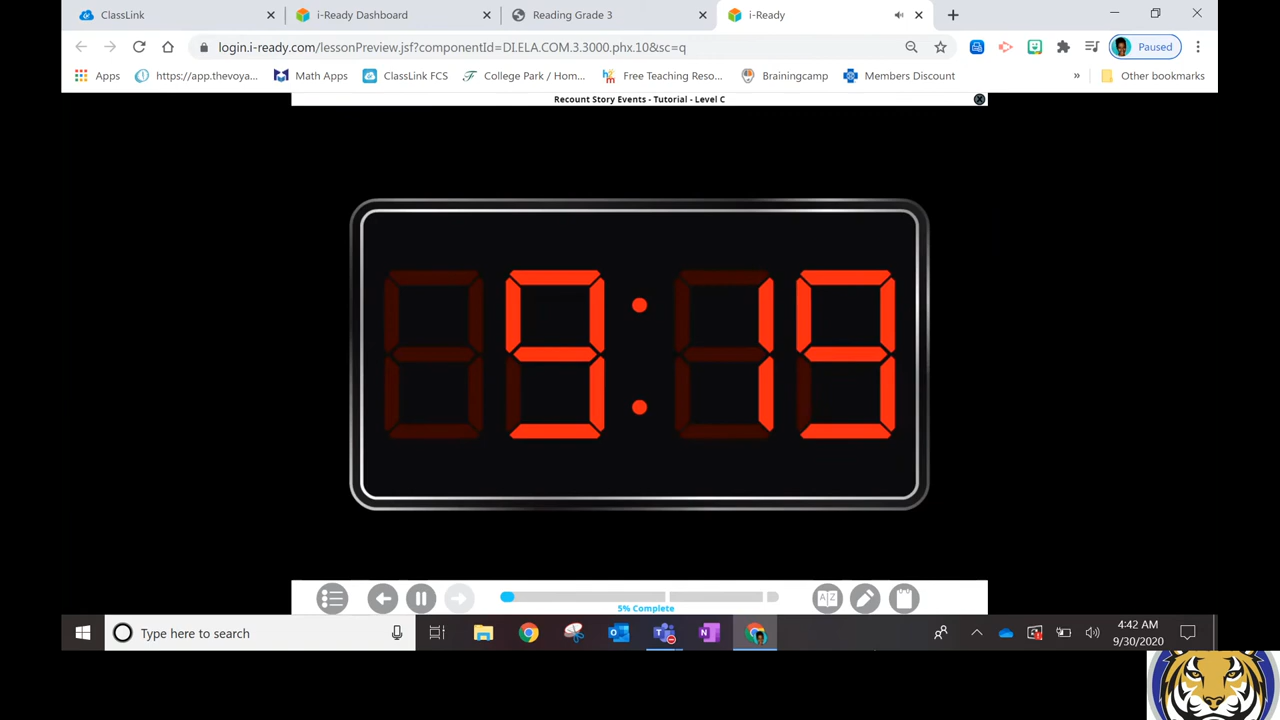 ClassLink
i-Ready Dashboard
Reading Grade 3
i-Ready
login.i-ready.com/lessonPreview.jsf?componentId=DI.ELA.COM.3.3000.phx.10&sc=q
Paused
Apps
https://app.thevoya...
Math Apps
ClassLink FCS
College Park / Hom...
Free Teaching Reso...
Brainingcamp
Members Discount
»
Other bookmarks
Recount Story Events - Tutorial - Level C
9:19
5% Complete
A|Z
Type here to search
4:42 AM
9/30/2020